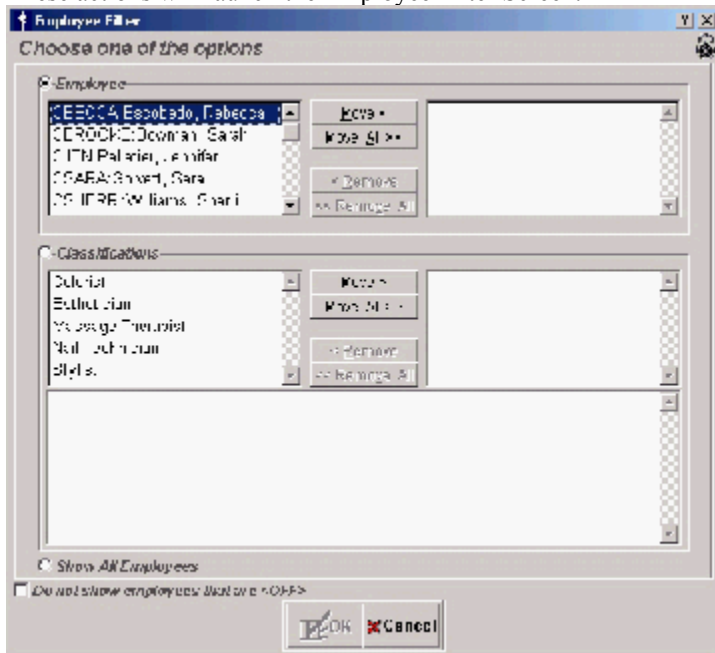 Employee Filter
Choose one of the options
Employee
Escobedo, Rebecca
Bowman, Sarah
Pelletier, Jennifer
Sara
Williams, Sherri
Move >
Move All >>
< Remove
<< Remove All
Classifications
Colorist
Esthetician
Massage Therapist
Nail Technician
Stylist
Move >
Move All >>
< Remove
<< Remove All
Show All Employees
Do not show employees that are <OFF>
OK
Cancel